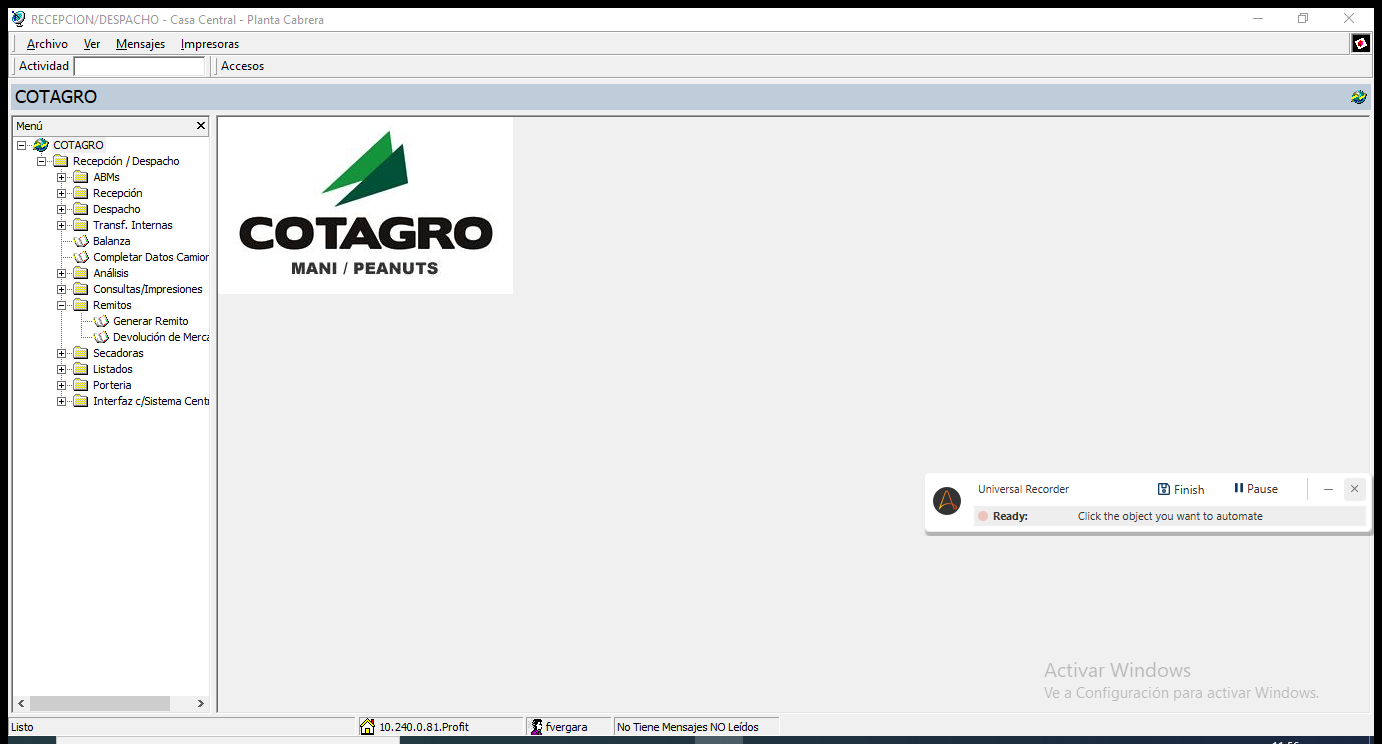 RECEPCION/DESPACHO - Casa Central - Planta Cabrera
Archivo Ver Mensajes Impresoras
Actividad Accesos
COTAGRO
Menú
COTAGRO
Recepción / Despacho
ABMs
Recepción
Despacho
Transf. Internas
Balanza
Completar Datos Camion
Análisis
Consultas/Impresiones
Remitos
Generar Remito
Devolución de Merca
Secadoras
Listados
Porteria
Interfaz c/Sistema Cent
COTAGRO
MANI / PEANUTS
Universal Recorder Finish Pause
Ready: Click the object you want to automate
Activar Windows
Ve a Configuración para activar Windows.
Listo 10.240.0.81.Profit fvergara No Tiene Mensajes NO Leídos